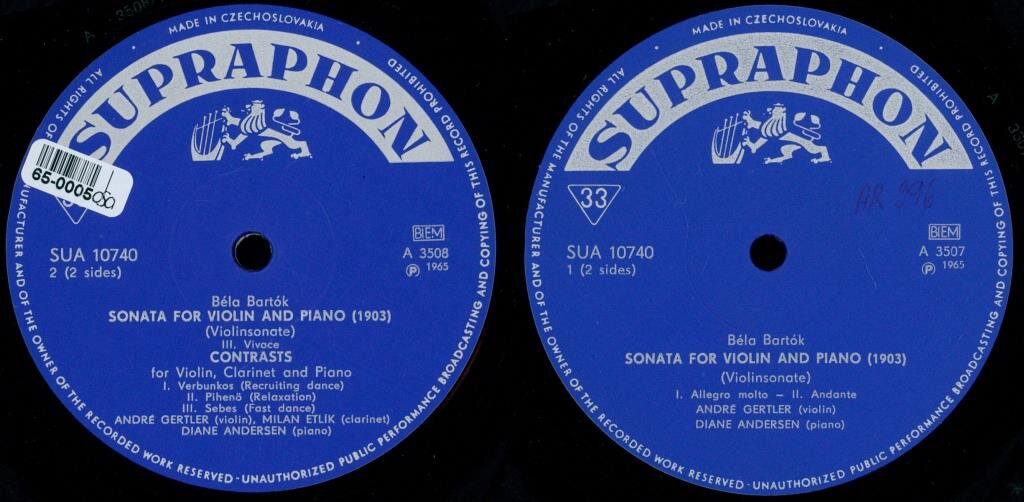 MADE IN CZECHOSLOVAKIA
SUPRAPHON
65-0005
SUA 10740
2 (2 sides)
BIEM
A 3508
Ⓟ 1965
Béla Bartók
SONATA FOR VIOLIN AND PIANO (1903)
(Violinsonate)
III. Vivace
CONTRASTS
for Violin, Clarinet and Piano
I. Verbunkos (Recruiting dance)
II. Pihenö (Relaxation)
III. Sebes (Fast dance)
ANDRÉ GERTLER (violin), MILAN ETLIK (clarinet)
DIANE ANDERSEN (piano)
ALL RIGHTS OF
UFACTURER AND OF THE OWNER OF THE RECORDED WORK RESERVED - UNAUTHORIZED PUBLIC PERFORMANCE BROADCASTING AND COPYING OF THIS RECORD PROHIBITED
MADE IN CZECHOSLOVAKIA
SUPRAPHON
33
AR 996
SUA 10740
1 (2 sides)
BIEM
A 3507
Ⓟ 1965
Béla Bartók
SONATA FOR VIOLIN AND PIANO (1903)
(Violinsonate)
I. Allegro molto – II. Andante
ANDRÉ GERTLER (violin)
DIANE ANDERSEN (piano)
ALL RIGHTS OF THE MANUFACTURER AND OF THE OWNER OF THE RECORDED WORK RESERVED - UNAUTHORIZED PUBLIC PERFORMANCE BROADCASTING AND COPYING OF THIS RECORD PROHIBITED